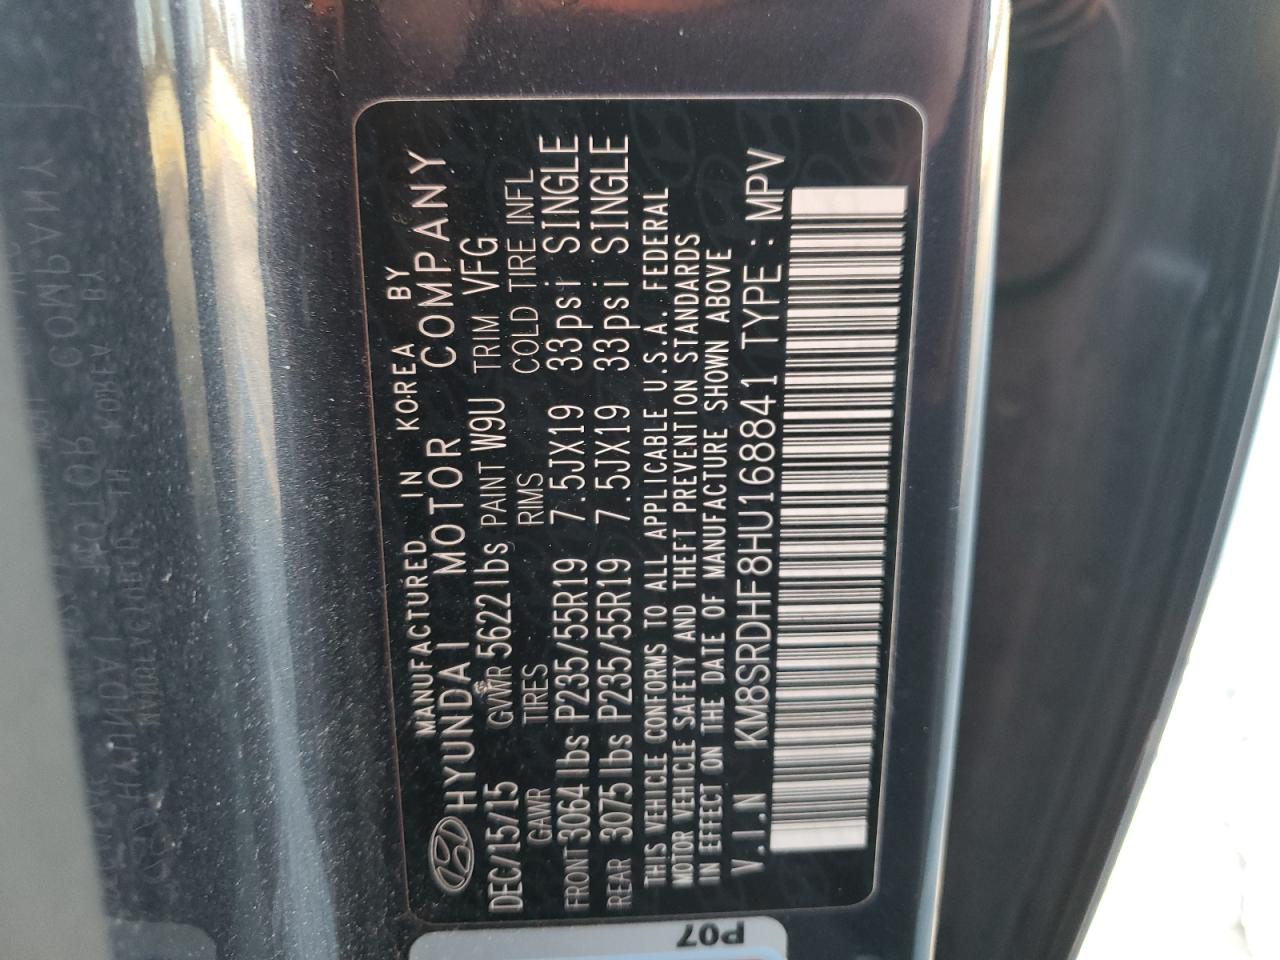 MANUFACTURED IN KOREA BY
HYUNDAI MOTOR COMPANY
DEC/15/15 GVWR 5622lbs PAINT W9U TRIM VFG
GAWR TIRES RIMS COLD TIRE INFL
FRONT 3064lbs P235/55R19 7.5JX19 33psi SINGLE
REAR 3075lbs P235/55R19 7.5JX19 33psi SINGLE
THIS VEHICLE CONFORMS TO ALL APPLICABLE U.S.A. FEDERAL
MOTOR VEHICLE SAFETY AND THEFT PREVENTION STANDARDS
IN EFFECT ON THE DATE OF MANUFACTURE SHOWN ABOVE
V.I.N KM8SRDHF8HU168841 TYPE : MPV
P07